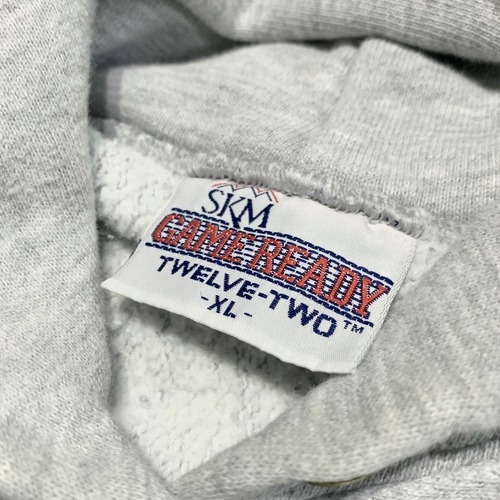 SKM
GAME READY
TWELVE-TWO™
-XL-